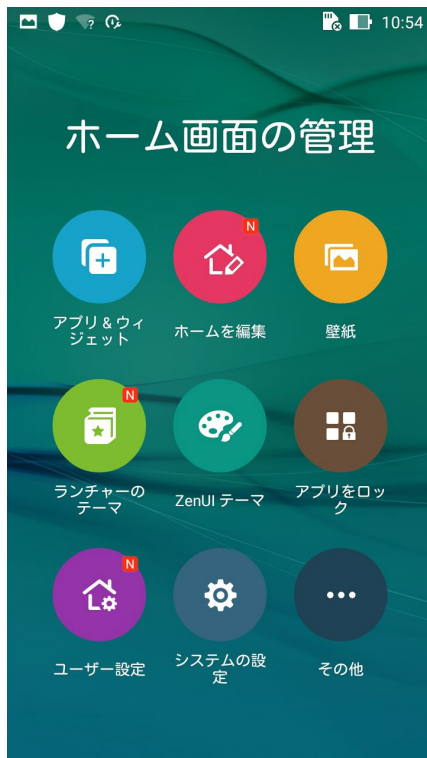 10:54
ホーム画面の管理
N
アプリ＆ウィ
ジェット
ホームを編集
壁紙
N
ランチャーの
テーマ
ZenUI テーマ
アプリをロッ
ク
N
ユーザー設定
システムの設
定
その他